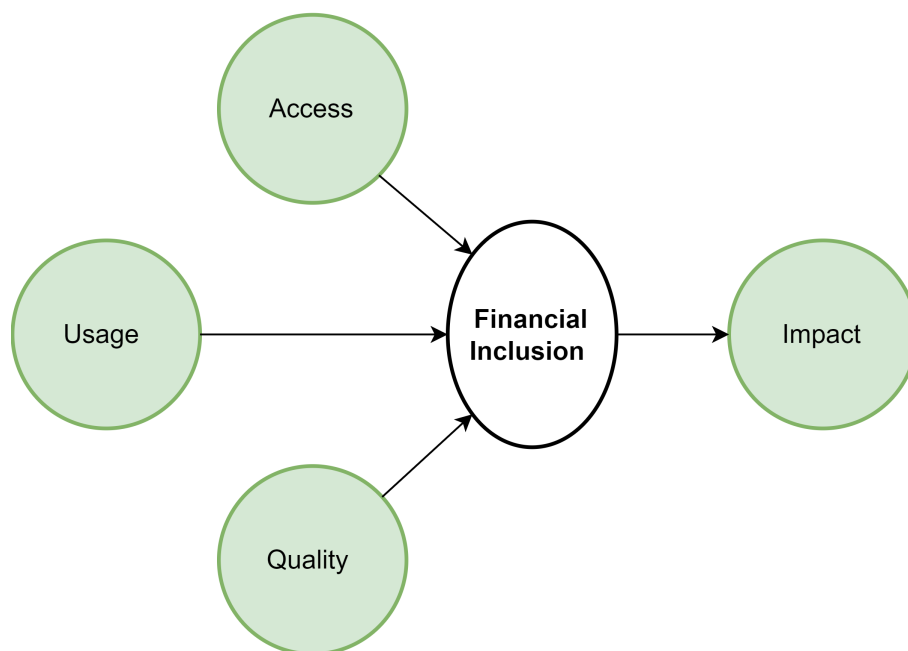 Access
Usage
Financial
Inclusion
Impact
Quality